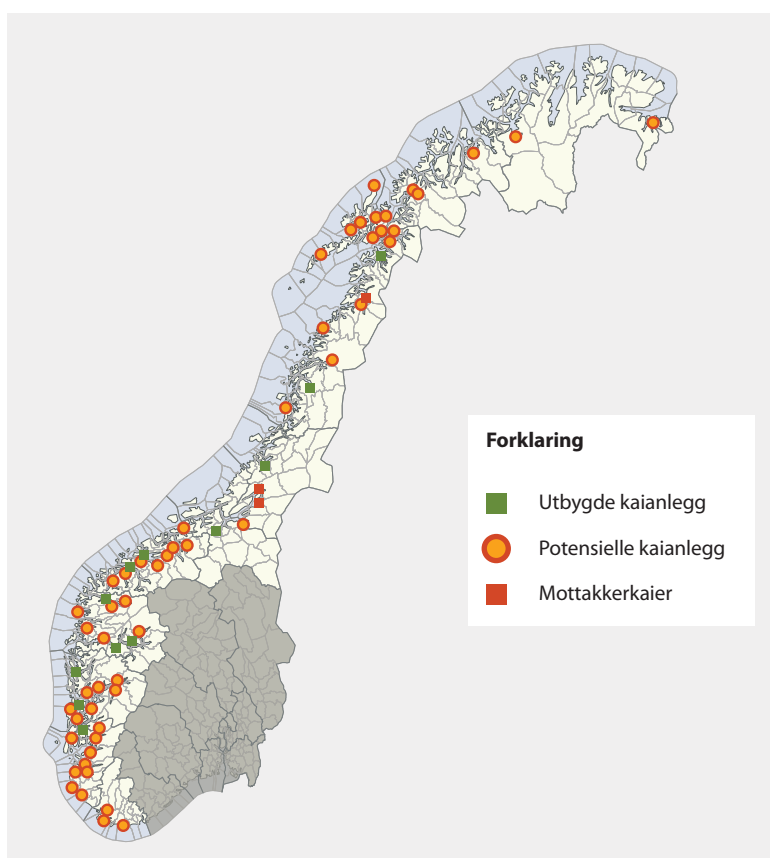 Forklaring
Utbygde kaianlegg
Potensielle kaianlegg
Mottakkerkaier